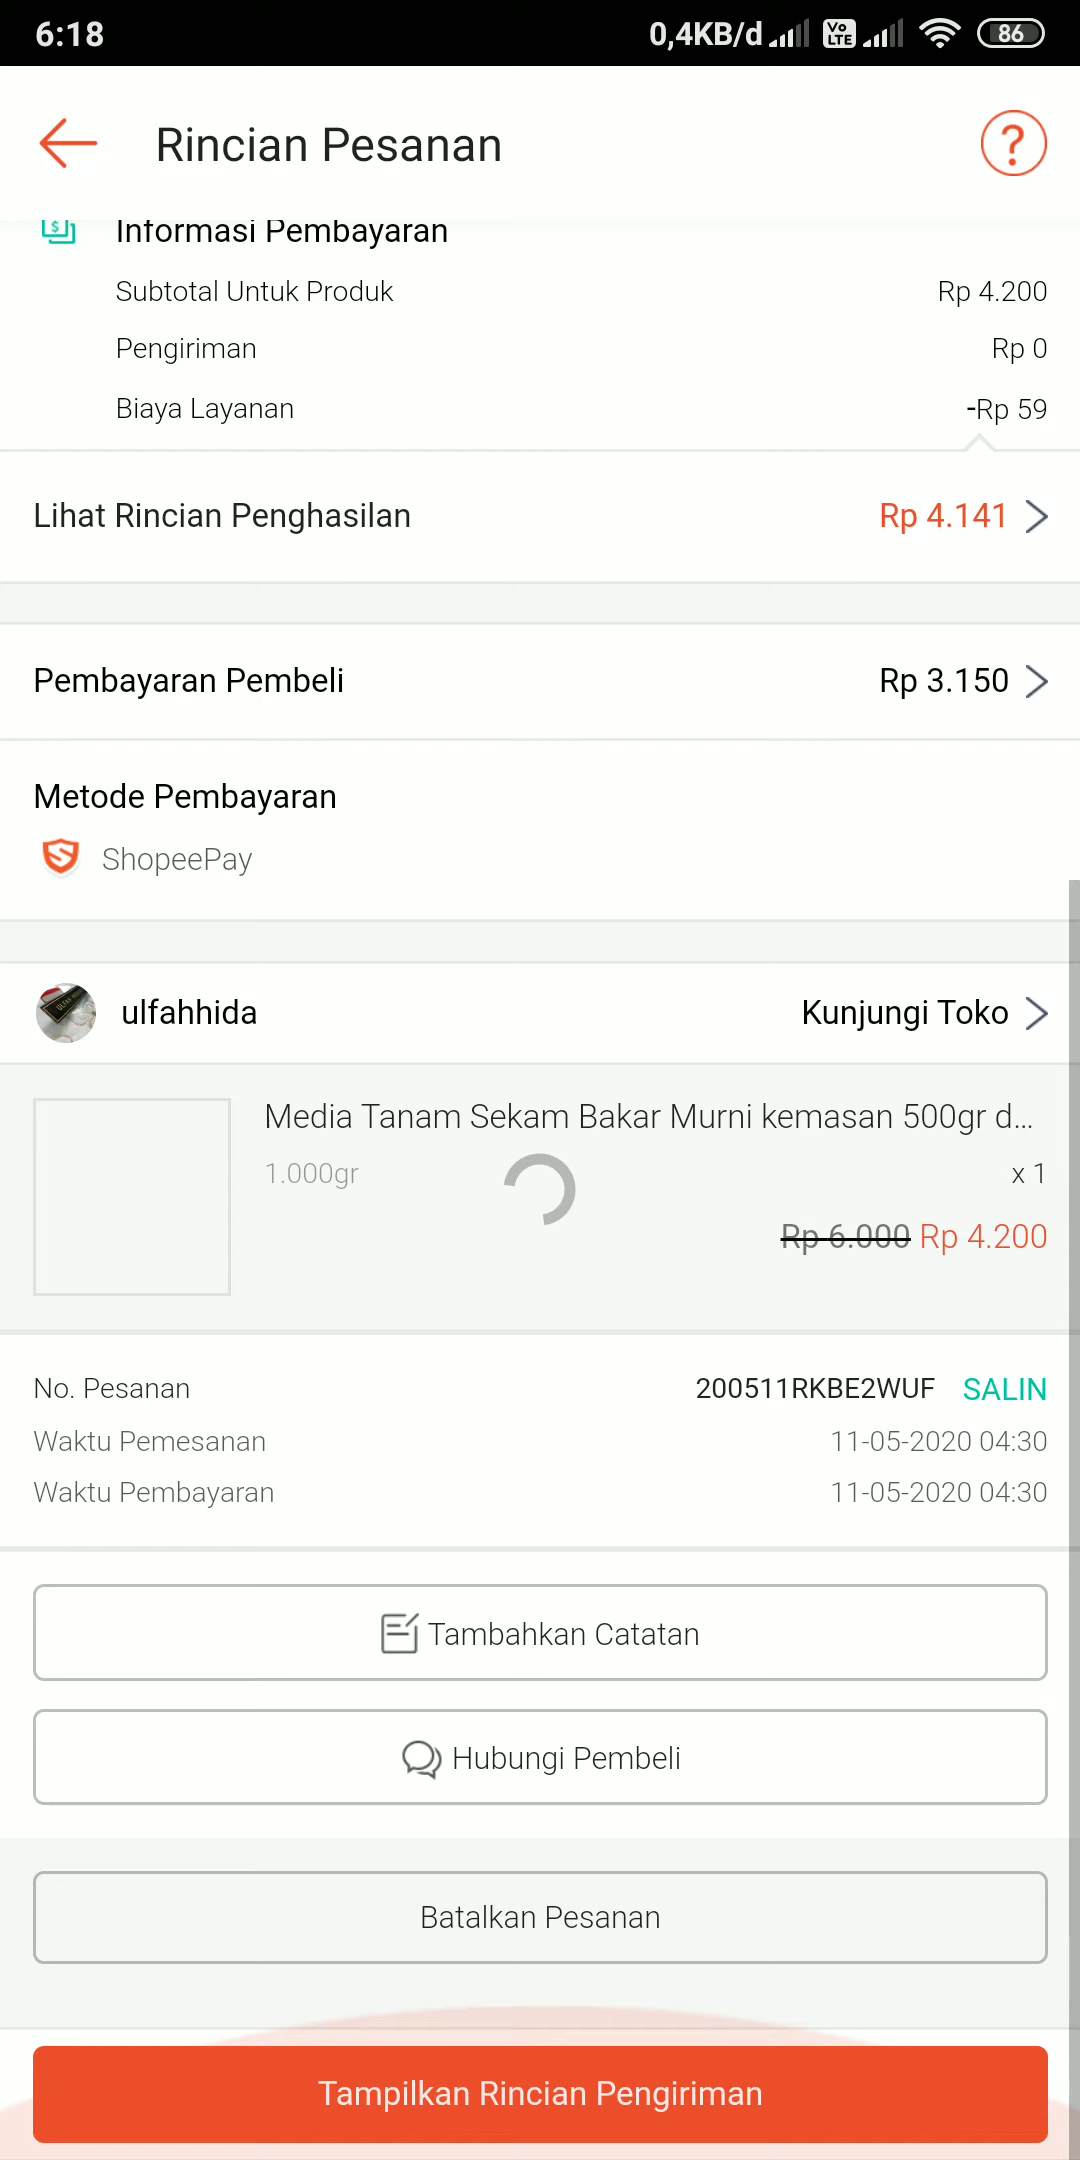 6:18 0,4KB/d Vo LTE 86
Rincian Pesanan ?
Informasi Pembayaran
Subtotal Untuk Produk Rp 4.200
Pengiriman Rp 0
Biaya Layanan -Rp 59
Lihat Rincian Penghasilan Rp 4.141
Pembayaran Pembeli Rp 3.150
Metode Pembayaran
ShopeePay
ulfahhida Kunjungi Toko
Media Tanam Sekam Bakar Murni kemasan 500gr d...
1.000gr x 1
Rp 6.000 Rp 4.200
No. Pesanan 200511RKBE2WUF SALIN
Waktu Pemesanan 11-05-2020 04:30
Waktu Pembayaran 11-05-2020 04:30
Tambahkan Catatan
Hubungi Pembeli
Batalkan Pesanan
Tampilkan Rincian Pengiriman